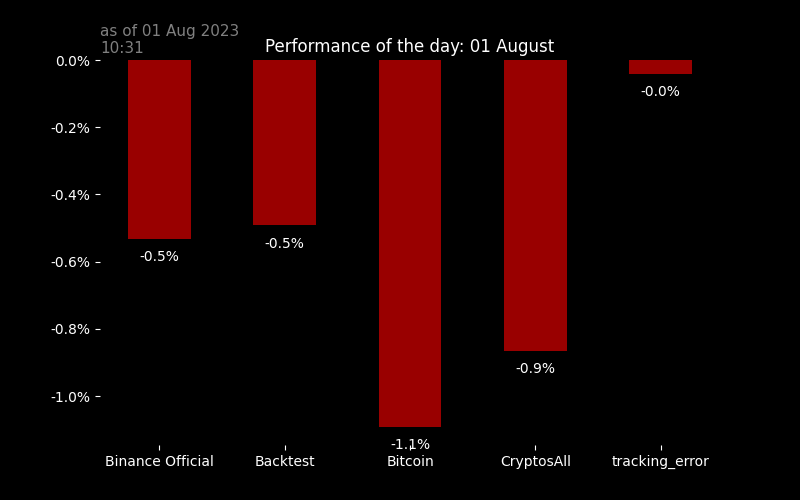 as of 01 Aug 2023
10:31
Performance of the day: 01 August
0.0%
-0.2%
-0.4%
-0.6%
-0.8%
-1.0%
-0.5%
-0.5%
-1.1%
-0.9%
-0.0%
Binance Official
Backtest
Bitcoin
CryptosAll
tracking_error